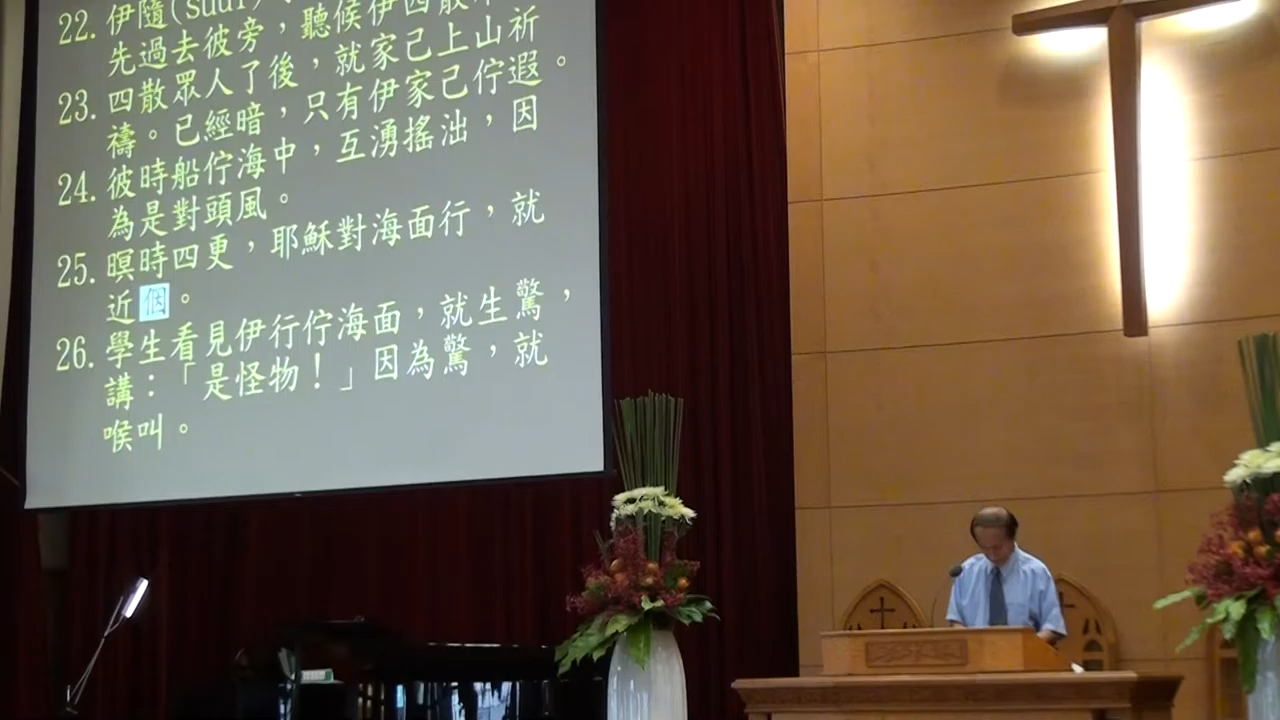 22. 伊隨(suui)
先過去彼旁，聽候伊四散
23. 四散眾人了後，就家己上山祈
禱。已經暗，只有伊家己佇遐。
24. 彼時船佇海中，互湧搖泏，因
為是對頭風。
25. 暝時四更，耶穌對海面行，就
近個。
26. 學生看見伊行佇海面，就生驚，
講：「是怪物！」因為驚，就
喉叫。